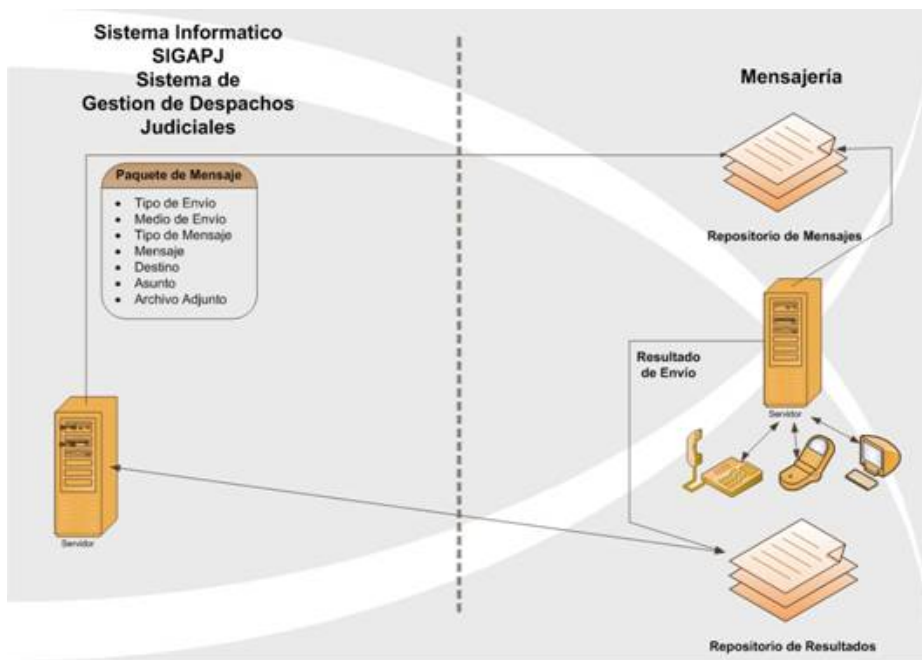 Sistema Informatico
SIGAPJ
Sistema de
Gestion de Despachos
Judiciales
Mensajería
Paquete de Mensaje
• Tipo de Envío
• Medio de Envío
• Tipo de Mensaje
• Mensaje
• Destino
• Asunto
• Archivo Adjunto
Repositorio de Mensajes
Resultado
de Envío
Servidor
Servidor
Repositorio de Resultados